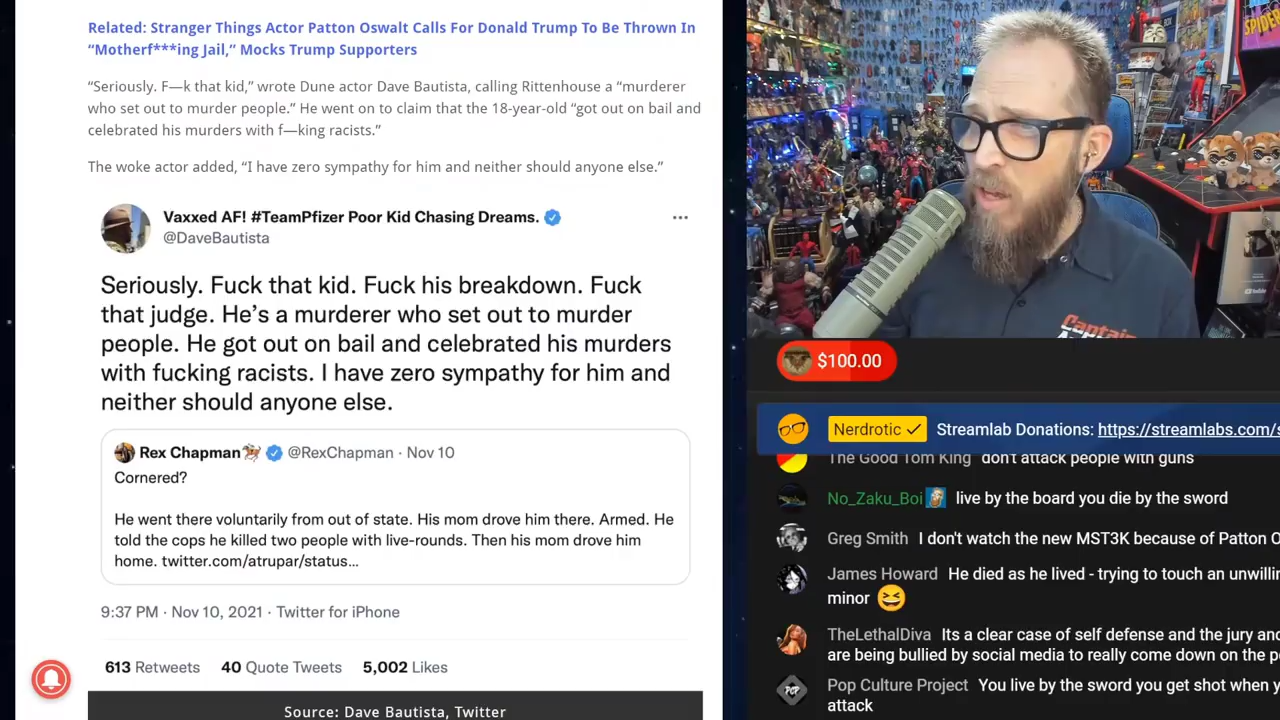 Related: Stranger Things Actor Patton Oswalt Calls For Donald Trump To Be Thrown In
“Motherf***ing Jail,” Mocks Trump Supporters
“Seriously. F—k that kid,” wrote Dune actor Dave Bautista, calling Rittenhouse a “murderer
who set out to murder people.” He went on to claim that the 18-year-old “got out on bail and
celebrated his murders with f—king racists.”
The woke actor added, “I have zero sympathy for him and neither should anyone else.”
Vaxxed AF! #TeamPfizer Poor Kid Chasing Dreams.
@DaveBautista
Seriously. Fuck that kid. Fuck his breakdown. Fuck
that judge. He’s a murderer who set out to murder
people. He got out on bail and celebrated his murders
with fucking racists. I have zero sympathy for him and
neither should anyone else.
Rex Chapman @RexChapman · Nov 10
Cornered?
He went there voluntarily from out of state. His mom drove him there. Armed. He
told the cops he killed two people with live-rounds. Then his mom drove him
home. twitter.com/atrupar/status…
9:37 PM · Nov 10, 2021 · Twitter for iPhone
613 Retweets 40 Quote Tweets 5,002 Likes
Source: Dave Bautista, Twitter
Captain
$100.00
Nerdrotic Streamlab Donations: https://streamlabs.com/
The Good Tom King don't attack people with guns
No_Zaku_Boi live by the board you die by the sword
Greg Smith I don't watch the new MST3K because of Patton
James Howard He died as he lived - trying to touch an
minor 😆
TheLethalDiva Its a clear case of self defense and the jury
are being bullied by social media to really come down on the
Pop Culture Project You live by the sword you get shot when
attack